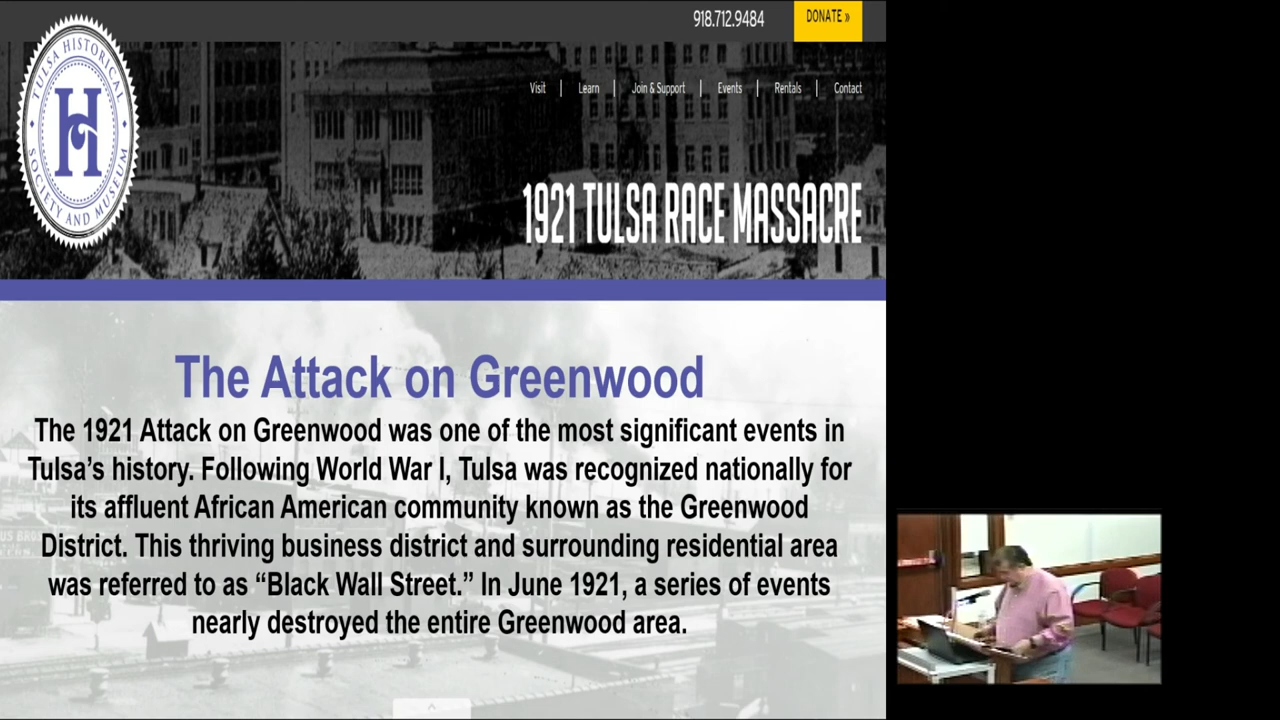 918.712.9484
DONATE »
TULSA HISTORICAL
SOCIETY AND MUSEUM
Visit | Learn | Join & Support | Events | Rentals | Contact
1921 TULSA RACE MASSACRE
The Attack on Greenwood
The 1921 Attack on Greenwood was one of the most significant events in
Tulsa’s history. Following World War I, Tulsa was recognized nationally for
its affluent African American community known as the Greenwood
District. This thriving business district and surrounding residential area
was referred to as “Black Wall Street.” In June 1921, a series of events
nearly destroyed the entire Greenwood area.